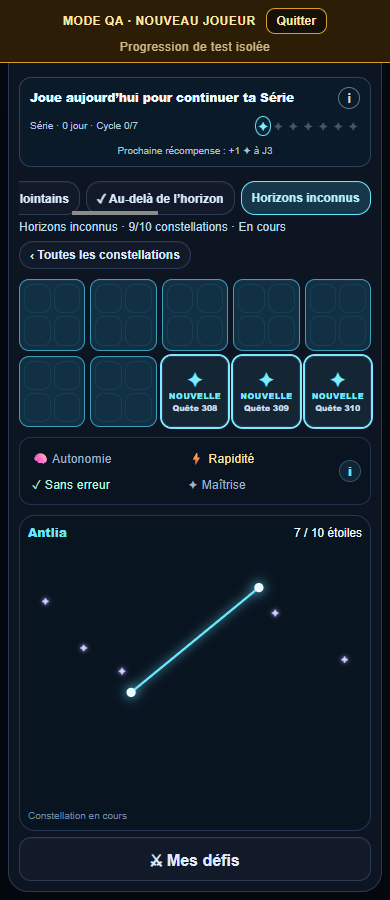 MODE QA · NOUVEAU JOUEUR Quitter
Progression de test isolée
Joue aujourd'hui pour continuer ta Série i
Série · 0 jour · Cycle 0/7
Prochaine récompense : +1 ✦ à J3
lointains ✓ Au-delà de l'horizon Horizons inconnus
Horizons inconnus · 9/10 constellations · En cours
‹ Toutes les constellations
NOUVELLE NOUVELLE NOUVELLE
Quête 308 Quête 309 Quête 310
🧠 Autonomie ⚡ Rapidité i
✓ Sans erreur ✦ Maîtrise
Antlia 7 / 10 étoiles
Constellation en cours
⚔ Mes défis